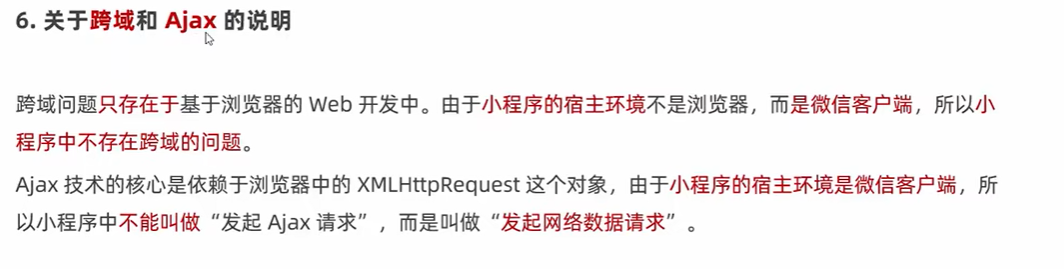 6. 关于跨域和 Ajax 的说明
跨域问题只存在于基于浏览器的 Web 开发中。由于小程序的宿主环境不是浏览器，而是微信客户端，所以小
程序中不存在跨域的问题。
Ajax 技术的核心是依赖于浏览器中的 XMLHttpRequest 这个对象，由于小程序的宿主环境是微信客户端，所
以小程序中不能叫做“发起 Ajax 请求”，而是叫做“发起网络数据请求”。